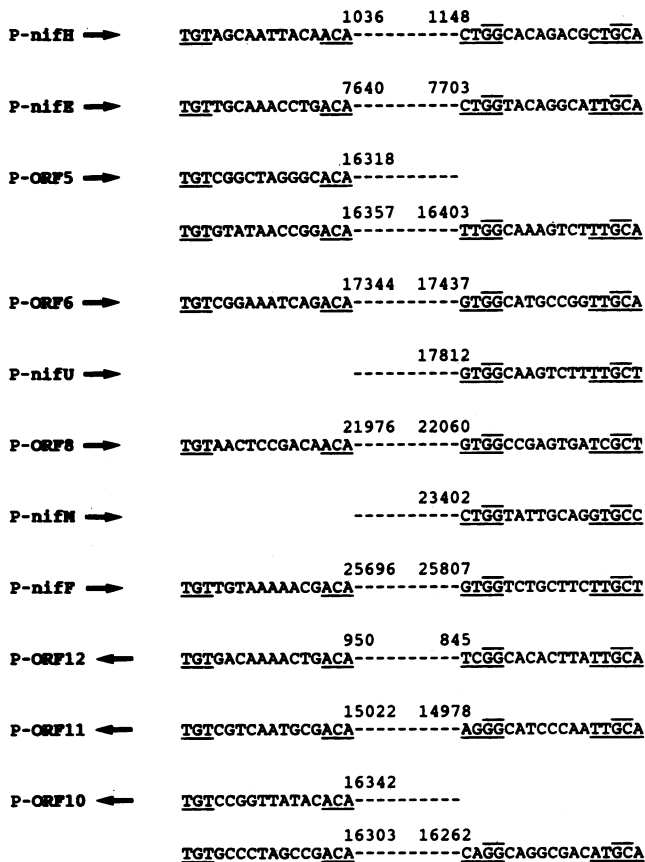 1036 1148
P-nifH → TGTAGCAATTACAACA----------CTGGCACAGACGCTGCA
7640 7703
P-nifE → TGTTGCAAACCTGACA----------CTGGTACAGGCATTGCA
16318
P-ORF5 → TGTCGGCTAGGGCACA----------
16357 16403
TGTGTATAACCGGACA----------TTGGCAAAGTCTTTGCA
17344 17437
P-ORF6 → TGTCGGAAATCAGACA----------GTGGCATGCCGGTTGCA
17812
P-nifU → ----------GTGGCAAGTCTTTTGCT
21976 22060
P-ORF8 → TGTAACTCCGACAACA----------GTGGCCGAGTGATCGCT
23402
P-nifM → ----------CTGGTATTGCAGGTGCC
25696 25807
P-nifF → TGTTGTAAAAACGACA----------GTGGTCTGCTTCTTGCT
950 845
P-ORF12 ← TGTGACAAAACTGACA----------TCGGCACACTTATTGCA
15022 14978
P-ORF11 ← TGTCGTCAATGCGACA----------AGGGCATCCCAATTGCA
16342
P-ORF10 ← TGTCCGGTTATACACA----------
16303 16262
TGTGCCCTAGCCGACA----------CAGGCAGGCGACATGCA